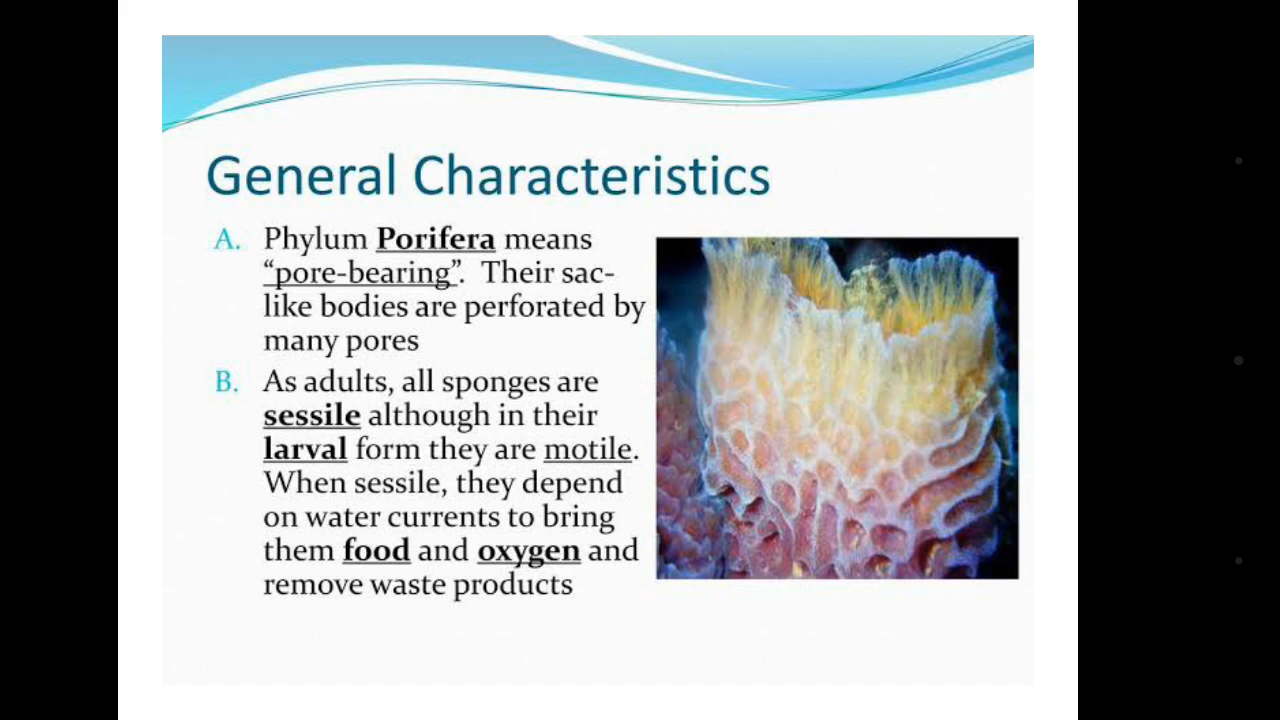 General Characteristics
A. Phylum Porifera means
“pore-bearing”. Their sac-
like bodies are perforated by
many pores
B. As adults, all sponges are
sessile although in their
larval form they are motile.
When sessile, they depend
on water currents to bring
them food and oxygen and
remove waste products